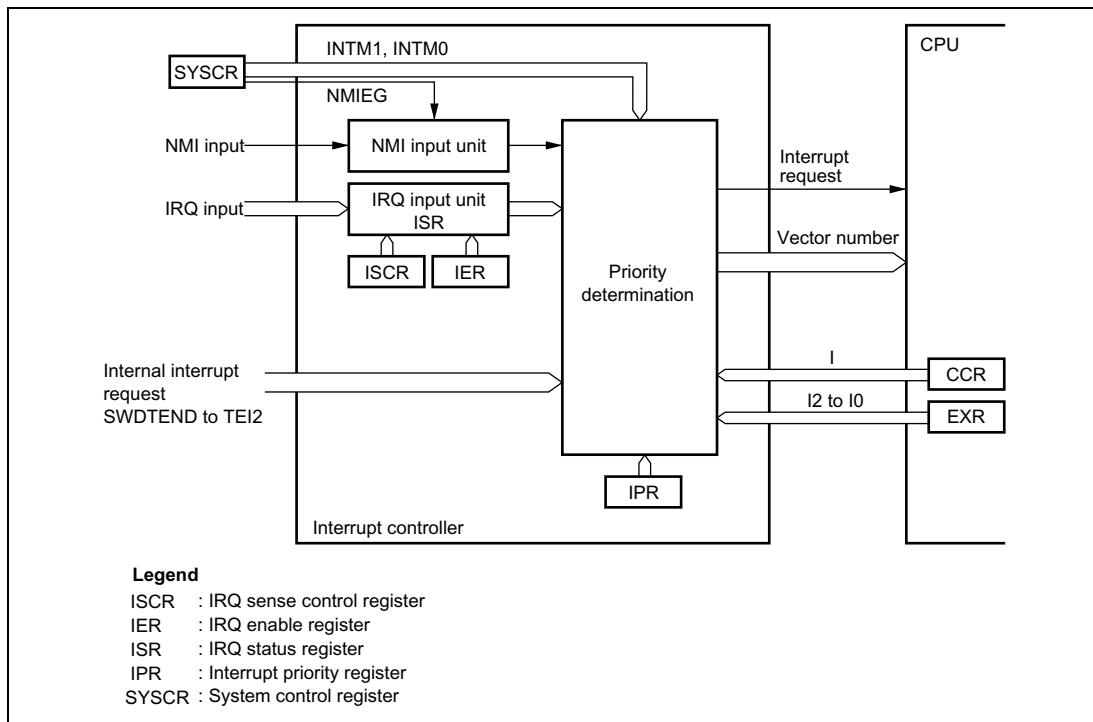 INTM1, INTM0
CPU
SYSCR
NMIEG
NMI input
NMI input unit
Interrupt
request
IRQ input
IRQ input unit
ISR
Vector number
ISCR
IER
Priority
determination
Internal interrupt
request
SWDTEND to TEI2
I
CCR
I2 to I0
EXR
IPR
Interrupt controller
Legend
ISCR : IRQ sense control register
IER : IRQ enable register
ISR : IRQ status register
IPR : Interrupt priority register
SYSCR : System control register